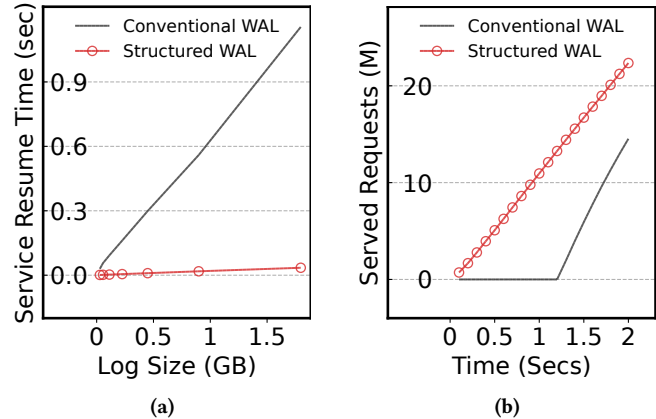 Conventional WAL
Structured WAL
Service Resume Time (sec)
0.9
0.6
0.3
0.0
0
0.5
1
1.5
Log Size (GB)
(a)
Conventional WAL
Structured WAL
Served Requests (M)
20
10
0
0
0.5
1.0
1.5
2
Time (Secs)
(b)